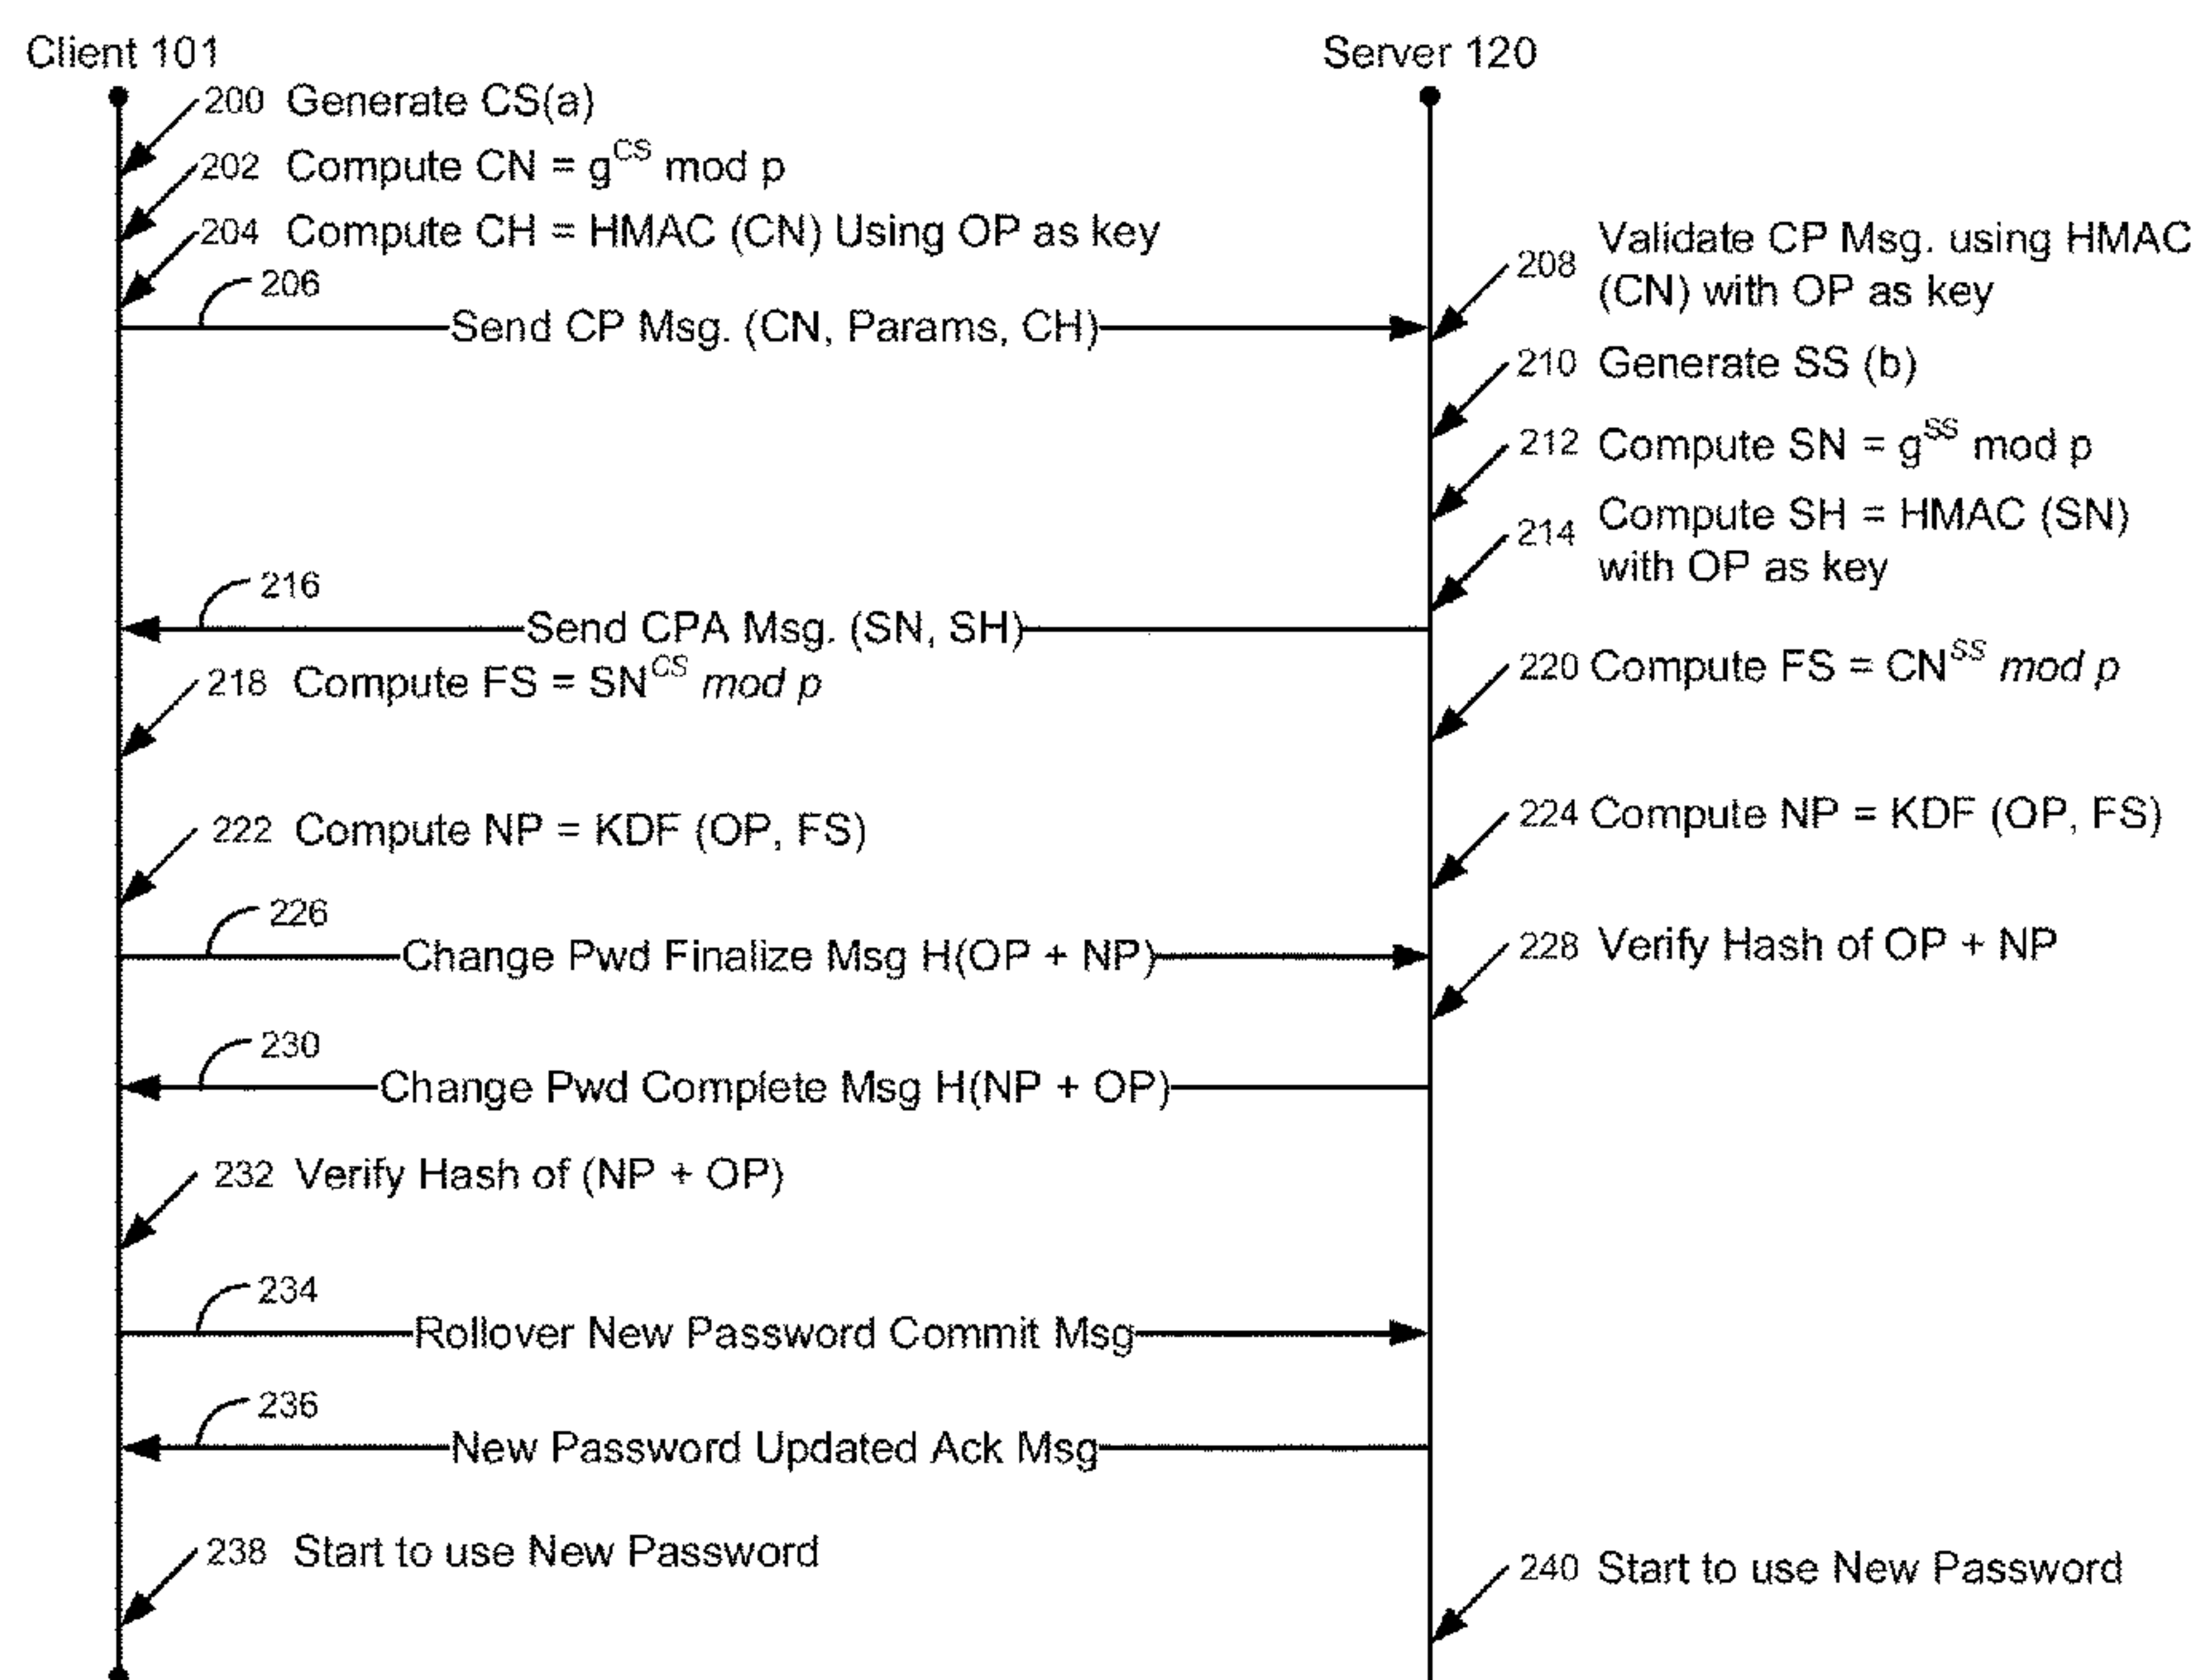 Client 101
Server 120
200 Generate CS(a)
202 Compute CN = g^CS mod p
204 Compute CH = HMAC (CN) Using OP as key
206
Send CP Msg. (CN, Params, CH)
208 Validate CP Msg. using HMAC
(CN) with OP as key
210 Generate SS (b)
212 Compute SN = g^SS mod p
214 Compute SH = HMAC (SN)
with OP as key
216
Send CPA Msg. (SN, SH)
218 Compute FS = SN^CS mod p
220 Compute FS = CN^SS mod p
222 Compute NP = KDF (OP, FS)
224 Compute NP = KDF (OP, FS)
226
Change Pwd Finalize Msg H(OP + NP)
228 Verify Hash of OP + NP
230
Change Pwd Complete Msg H(NP + OP)
232 Verify Hash of (NP + OP)
234
Rollover New Password Commit Msg
236
New Password Updated Ack Msg
238 Start to use New Password
240 Start to use New Password